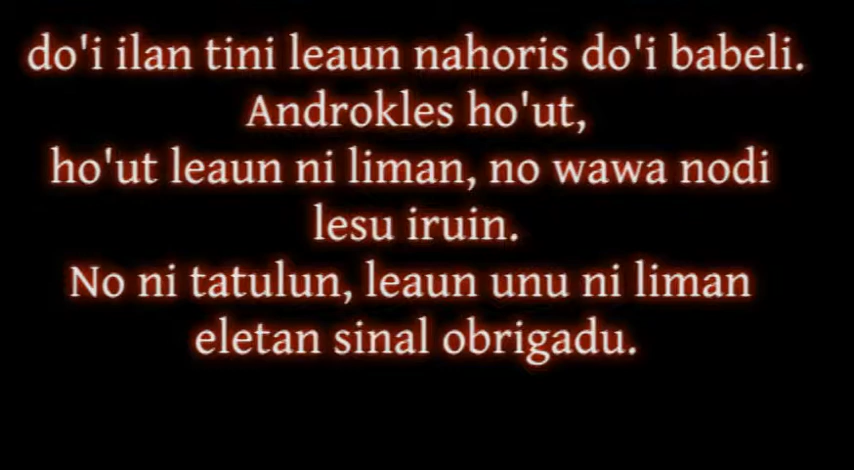 do'i ilan tini leaun nahoris do'i babeli.
Androkles ho'ut,
ho'ut leaun ni liman, no wawa nodi
lesu iruin.
No ni tatulun, leaun unu ni liman
eletan sinal obrigadu.